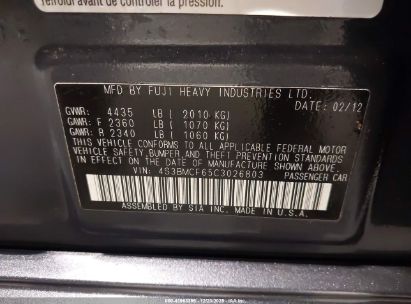 refroidi avant de contrôler la pression.
MFD BY FUJI HEAVY INDUSTRIES LTD.
DATE: 02/12
GVWR: 4435 LB [ 2010 KG]
GAWR: F 2360 LB [ 1070 KG]
GAWR: R 2340 LB [ 1060 KG]
THIS VEHICLE CONFORMS TO ALL APPLICABLE FEDERAL MOTOR
VEHICLE SAFETY, BUMPER, AND THEFT PREVENTION STANDARDS
IN EFFECT ON THE DATE OF MANUFACTURE SHOWN ABOVE.
VIN: 4S3BMCF65C3026803 PASSENGER CAR
ASSEMBLED BY SIA INC. MADE IN U.S.A.